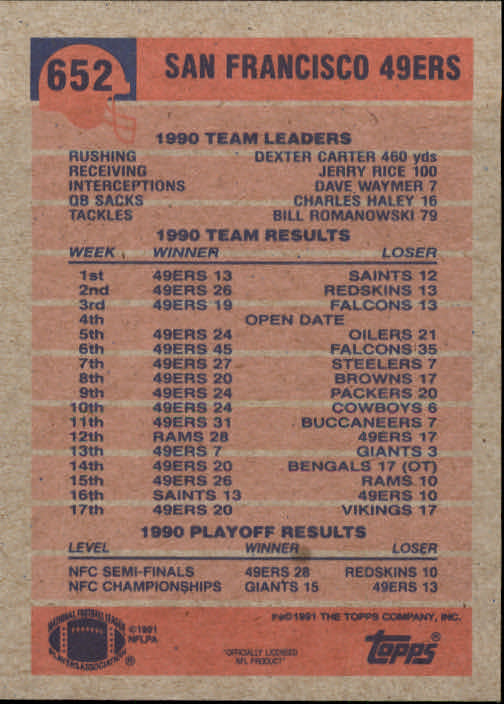 652 SAN FRANCISCO 49ERS
1990 TEAM LEADERS
RUSHING DEXTER CARTER 460 yds
RECEIVING JERRY RICE 100
INTERCEPTIONS DAVE WAYMER 7
QB SACKS CHARLES HALEY 16
TACKLES BILL ROMANOWSKI 79
1990 TEAM RESULTS
WEEK WINNER LOSER
1st 49ERS 13 SAINTS 12
2nd 49ERS 26 REDSKINS 13
3rd 49ERS 19 FALCONS 13
4th OPEN DATE
5th 49ERS 24 OILERS 21
6th 49ERS 45 FALCONS 35
7th 49ERS 27 STEELERS 7
8th 49ERS 20 BROWNS 17
9th 49ERS 24 PACKERS 20
10th 49ERS 24 COWBOYS 6
11th 49ERS 31 BUCCANEERS 7
12th RAMS 28 49ERS 17
13th 49ERS 7 GIANTS 3
14th 49ERS 20 BENGALS 17 (OT)
15th 49ERS 26 RAMS 10
16th SAINTS 13 49ERS 10
17th 49ERS 20 VIKINGS 17
1990 PLAYOFF RESULTS
LEVEL WINNER LOSER
NFC SEMI-FINALS 49ERS 28 REDSKINS 10
NFC CHAMPIONSHIPS GIANTS 15 49ERS 13
NATIONAL FOOTBALL LEAGUE
PLAYERS ASSOCIATION ®
©1991
NFLPA
©1991 THE TOPPS COMPANY, INC.
"OFFICIALLY LICENSED
NFL PRODUCT"
topps®